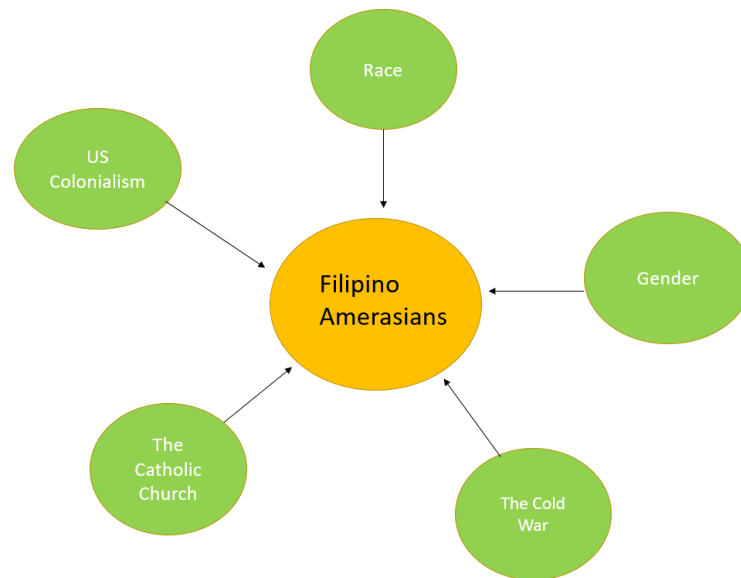 Race
US
Colonialism
Filipino
Amerasians
Gender
The
Catholic
Church
The Cold
War